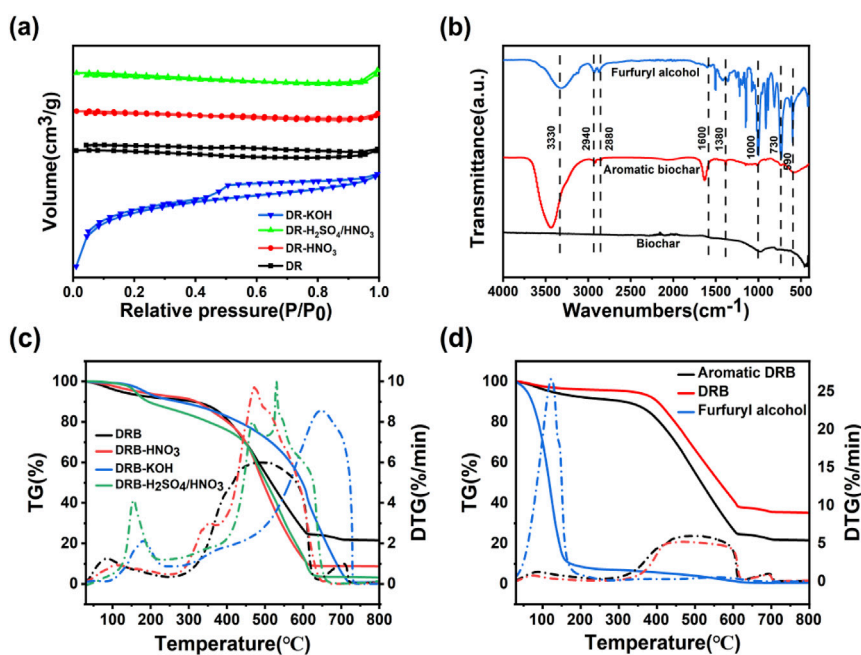 (a)
Volume(cm³/g)
DR-KOH
DR-H₂SO₄/HNO₃
DR-HNO₃
DR
0.0 0.2 0.4 0.6 0.8 1.0
Relative pressure(P/P₀)
(b)
Transmittance(a.u.)
Furfuryl alcohol
Aromatic biochar
Biochar
3330
2940
2880
1600
1380
1000
730
590
4000 3500 3000 2500 2000 1500 1000 500
Wavenumbers(cm⁻¹)
(c)
TG(%)
100
80
60
40
20
0
DRB
DRB-HNO₃
DRB-KOH
DRB-H₂SO₄/HNO₃
10
9
8
7
6
5
4
3
2
1
0
DTG(%/min)
100 200 300 400 500 600 700 800
Temperature(℃)
(d)
TG(%)
100
80
60
40
20
0
Aromatic DRB
DRB
Furfuryl alcohol
25
20
15
10
5
0
DTG(%/min)
100 200 300 400 500 600 700 800
Temperature(℃)